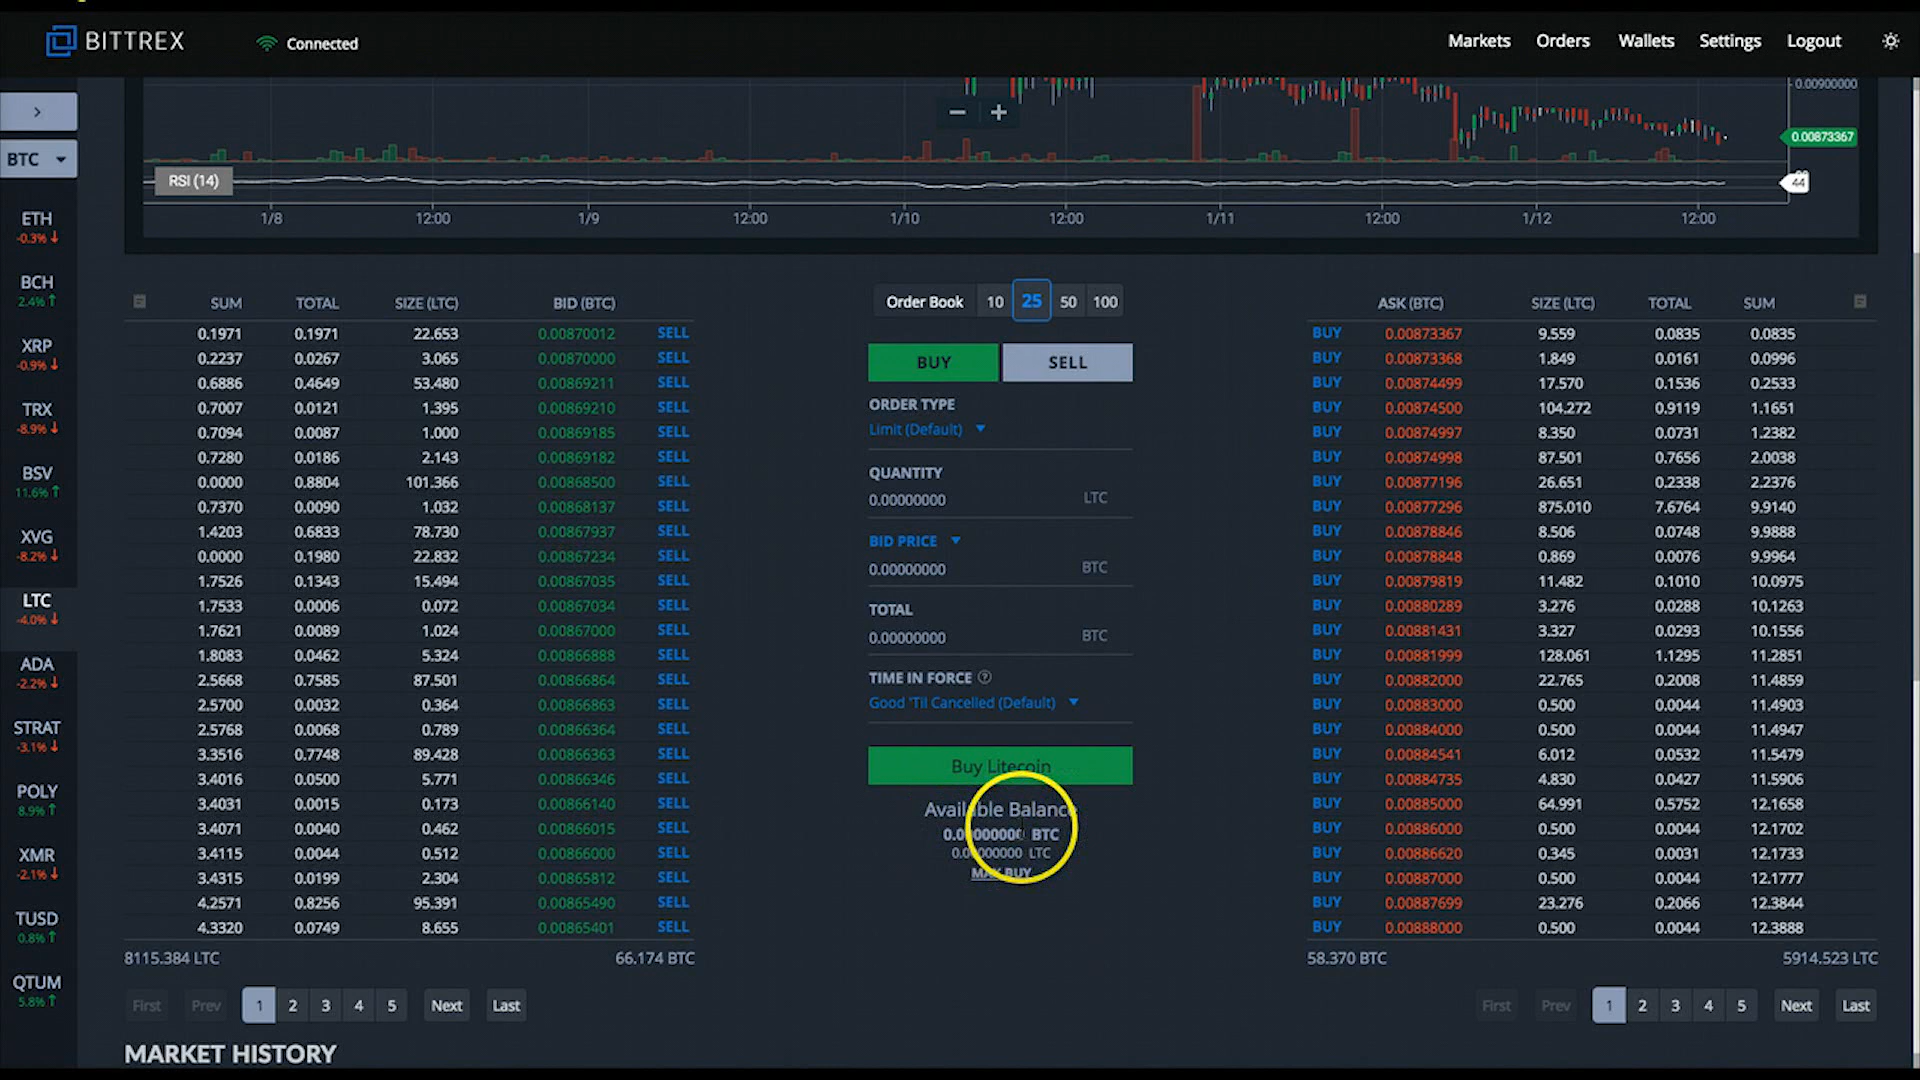 BITTREX Connected Markets Orders Wallets Settings Logout
0.00900000
0.00873367
RSI (14) 44
1/8 12:00 1/9 12:00 1/10 12:00 1/11 12:00 1/12 12:00
>
BTC
ETH
-0.3%
BCH
2.4%
XRP
-0.9%
TRX
-8.9%
BSV
11.6%
XVG
-8.2%
LTC
-4.0%
ADA
-2.2%
STRAT
-3.1%
POLY
8.9%
XMR
-2.1%
TUSD
0.8%
QTUM
5.8%
SUM TOTAL SIZE (LTC) BID (BTC)
0.1971 0.1971 22.653 0.00870012 SELL
0.2237 0.0267 3.065 0.00870000 SELL
0.6886 0.4649 53.480 0.00869211 SELL
0.7007 0.0121 1.395 0.00869210 SELL
0.7094 0.0087 1.000 0.00869185 SELL
0.7280 0.0186 2.143 0.00869182 SELL
0.0000 0.8804 101.366 0.00868500 SELL
0.7370 0.0090 1.032 0.00868137 SELL
1.4203 0.6833 78.730 0.00867937 SELL
0.0000 0.1980 22.832 0.00867234 SELL
1.7526 0.1343 15.494 0.00867035 SELL
1.7533 0.0006 0.072 0.00867034 SELL
1.7621 0.0089 1.024 0.00867000 SELL
1.8083 0.0462 5.324 0.00866888 SELL
2.5668 0.7585 87.501 0.00866864 SELL
2.5700 0.0032 0.364 0.00866863 SELL
2.5768 0.0068 0.789 0.00866364 SELL
3.3516 0.7748 89.428 0.00866363 SELL
3.4016 0.0500 5.771 0.00866346 SELL
3.4031 0.0015 0.173 0.00866140 SELL
3.4071 0.0040 0.462 0.00866015 SELL
3.4115 0.0044 0.512 0.00866000 SELL
3.4315 0.0199 2.304 0.00865812 SELL
4.2571 0.8256 95.391 0.00865490 SELL
4.3320 0.0749 8.655 0.00865401 SELL
8115.384 LTC 66.174 BTC
First Prev 1 2 3 4 5 Next Last
Order Book 10 25 50 100
BUY SELL
ORDER TYPE
Limit (Default)
QUANTITY
0.00000000 LTC
BID PRICE
0.00000000 BTC
TOTAL
0.00000000 BTC
TIME IN FORCE ?
Good 'Til Cancelled (Default)
Buy Litecoin
Available Balance
0.00000000 BTC
0.00000000 LTC
MAX BUY
ASK (BTC) SIZE (LTC) TOTAL SUM
BUY 0.00873367 9.559 0.0835 0.0835
BUY 0.00873368 1.849 0.0161 0.0996
BUY 0.00874499 17.570 0.1536 0.2533
BUY 0.00874500 104.272 0.9119 1.1651
BUY 0.00874997 8.350 0.0731 1.2382
BUY 0.00874998 87.501 0.7656 2.0038
BUY 0.00877196 26.651 0.2338 2.2376
BUY 0.00877296 875.010 7.6764 9.9140
BUY 0.00878846 8.506 0.0748 9.9888
BUY 0.00878848 0.869 0.0076 9.9964
BUY 0.00879819 11.482 0.1010 10.0975
BUY 0.00880289 3.276 0.0288 10.1263
BUY 0.00881431 3.327 0.0293 10.1556
BUY 0.00881999 128.061 1.1295 11.2851
BUY 0.00882000 22.765 0.2008 11.4859
BUY 0.00883000 0.500 0.0044 11.4903
BUY 0.00884000 0.500 0.0044 11.4947
BUY 0.00884541 6.012 0.0532 11.5479
BUY 0.00884735 4.830 0.0427 11.5906
BUY 0.00885000 64.991 0.5752 12.1658
BUY 0.00886000 0.500 0.0044 12.1702
BUY 0.00886620 0.345 0.0031 12.1733
BUY 0.00887000 0.500 0.0044 12.1777
BUY 0.00887699 23.276 0.2066 12.3844
BUY 0.00888000 0.500 0.0044 12.3888
58.370 BTC 5914.523 LTC
First Prev 1 2 3 4 5 Next Last
MARKET HISTORY